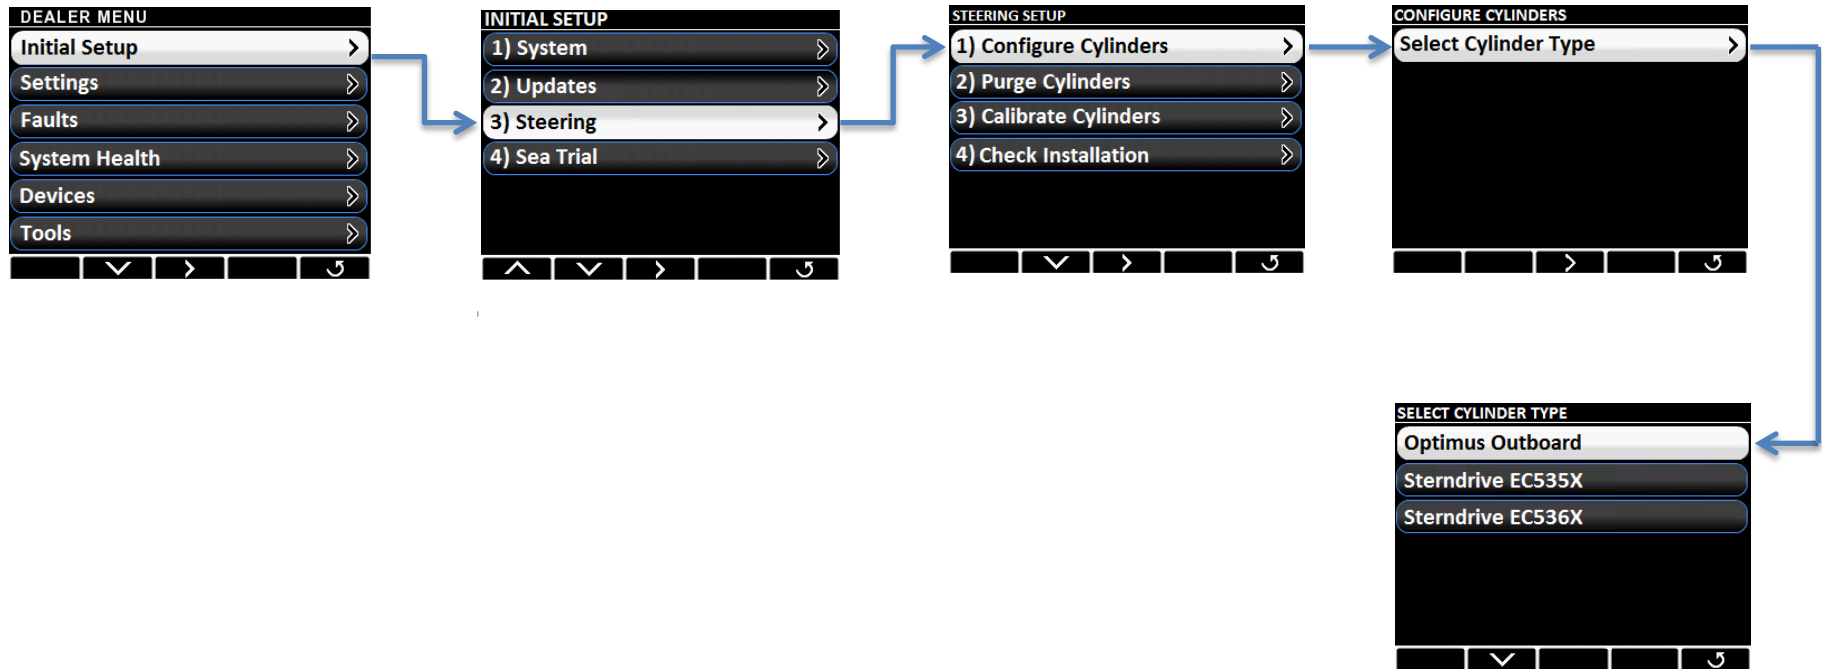 DEALER MENU
Initial Setup
Settings
Faults
System Health
Devices
Tools
INITIAL SETUP
1) System
2) Updates
3) Steering
4) Sea Trial
STEERING SETUP
1) Configure Cylinders
2) Purge Cylinders
3) Calibrate Cylinders
4) Check Installation
CONFIGURE CYLINDERS
Select Cylinder Type
SELECT CYLINDER TYPE
Optimus Outboard
Sterndrive EC535X
Sterndrive EC536X